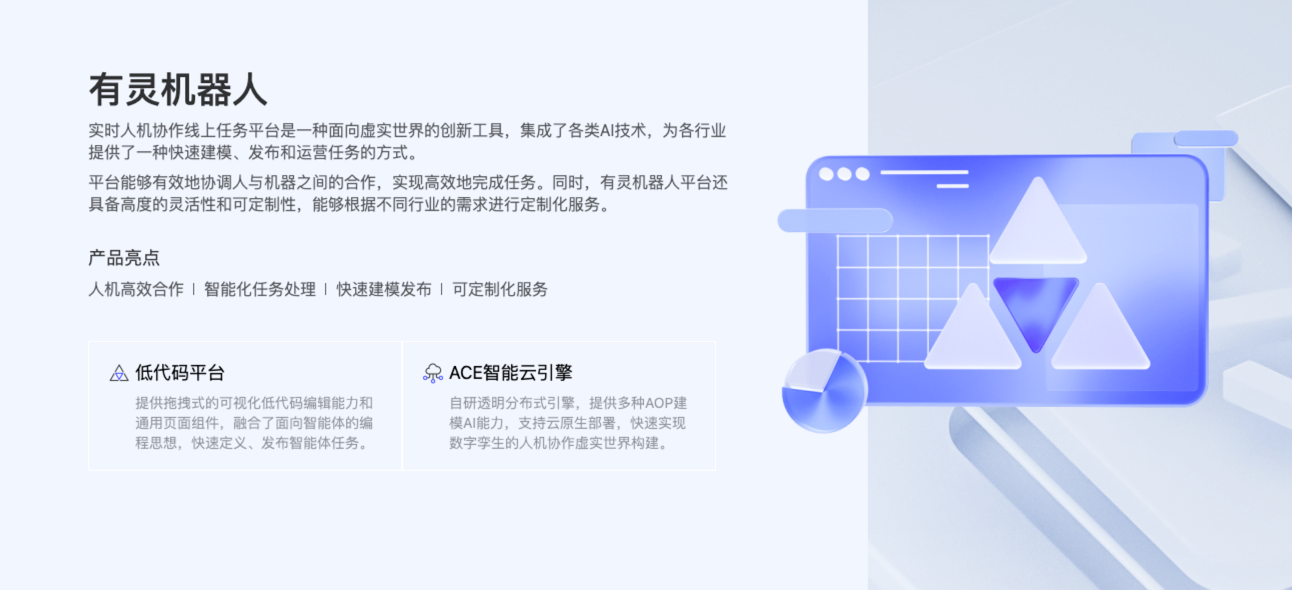 有灵机器人
实时人机协作线上任务平台是一种面向虚实世界的创新工具，集成了各类AI技术，为各行业
提供了一种快速建模、发布和运营任务的方式。
平台能够有效地协调人与机器之间的合作，实现高效地完成任务。同时，有灵机器人平台还
具备高度的灵活性和可定制性，能够根据不同行业的需求进行定制化服务。
产品亮点
人机高效合作 | 智能化任务处理 | 快速建模发布 | 可定制化服务
低代码平台
提供拖拽式的可视化低代码编辑能力和
通用页面组件，融合了面向智能体的编
程思想，快速定义、发布智能体任务。
ACE智能云引擎
自研透明分布式引擎，提供多种AOP建
模AI能力，支持云原生部署，快速实现
数字孪生的人机协作虚实世界构建。